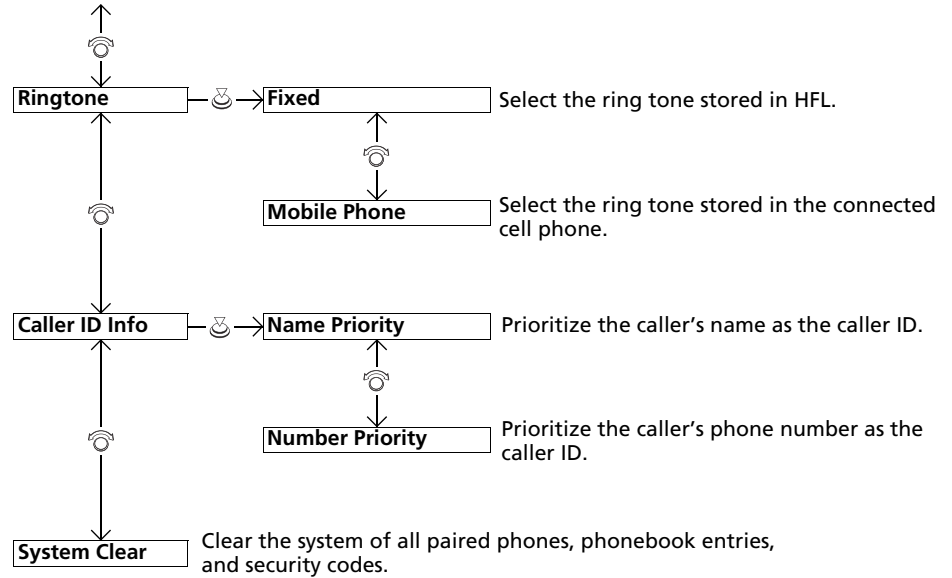 Ringtone
Fixed
Select the ring tone stored in HFL.
Mobile Phone
Select the ring tone stored in the connected
cell phone.
Caller ID Info
Name Priority
Prioritize the caller’s name as the caller ID.
Number Priority
Prioritize the caller’s phone number as the
caller ID.
System Clear
Clear the system of all paired phones, phonebook entries,
and security codes.